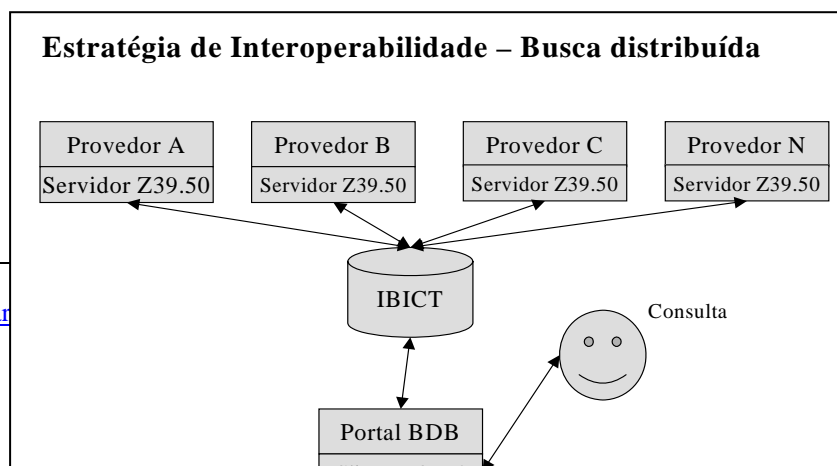 Estratégia de Interoperabilidade – Busca distribuída
Provedor A
Servidor Z39.50
Provedor B
Servidor Z39.50
Provedor C
Servidor Z39.50
Provedor N
Servidor Z39.50
IBICT
Consulta
Portal BDB